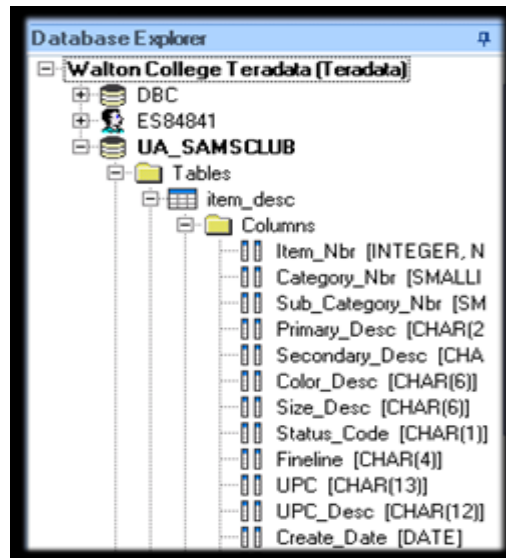 Database Explorer
Walton College Teradata (Teradata)
DBC
ES84841
UA_SAMSCLUB
Tables
item_desc
Columns
Item_Nbr [INTEGER, N
Category_Nbr [SMALLI
Sub_Category_Nbr [SM
Primary_Desc [CHAR(2
Secondary_Desc [CHA
Color_Desc [CHAR(6)]
Size_Desc [CHAR(6)]
Status_Code [CHAR(1)]
Fineline [CHAR(4)]
UPC [CHAR(13)]
UPC_Desc [CHAR(12)]
Create_Date [DATE]